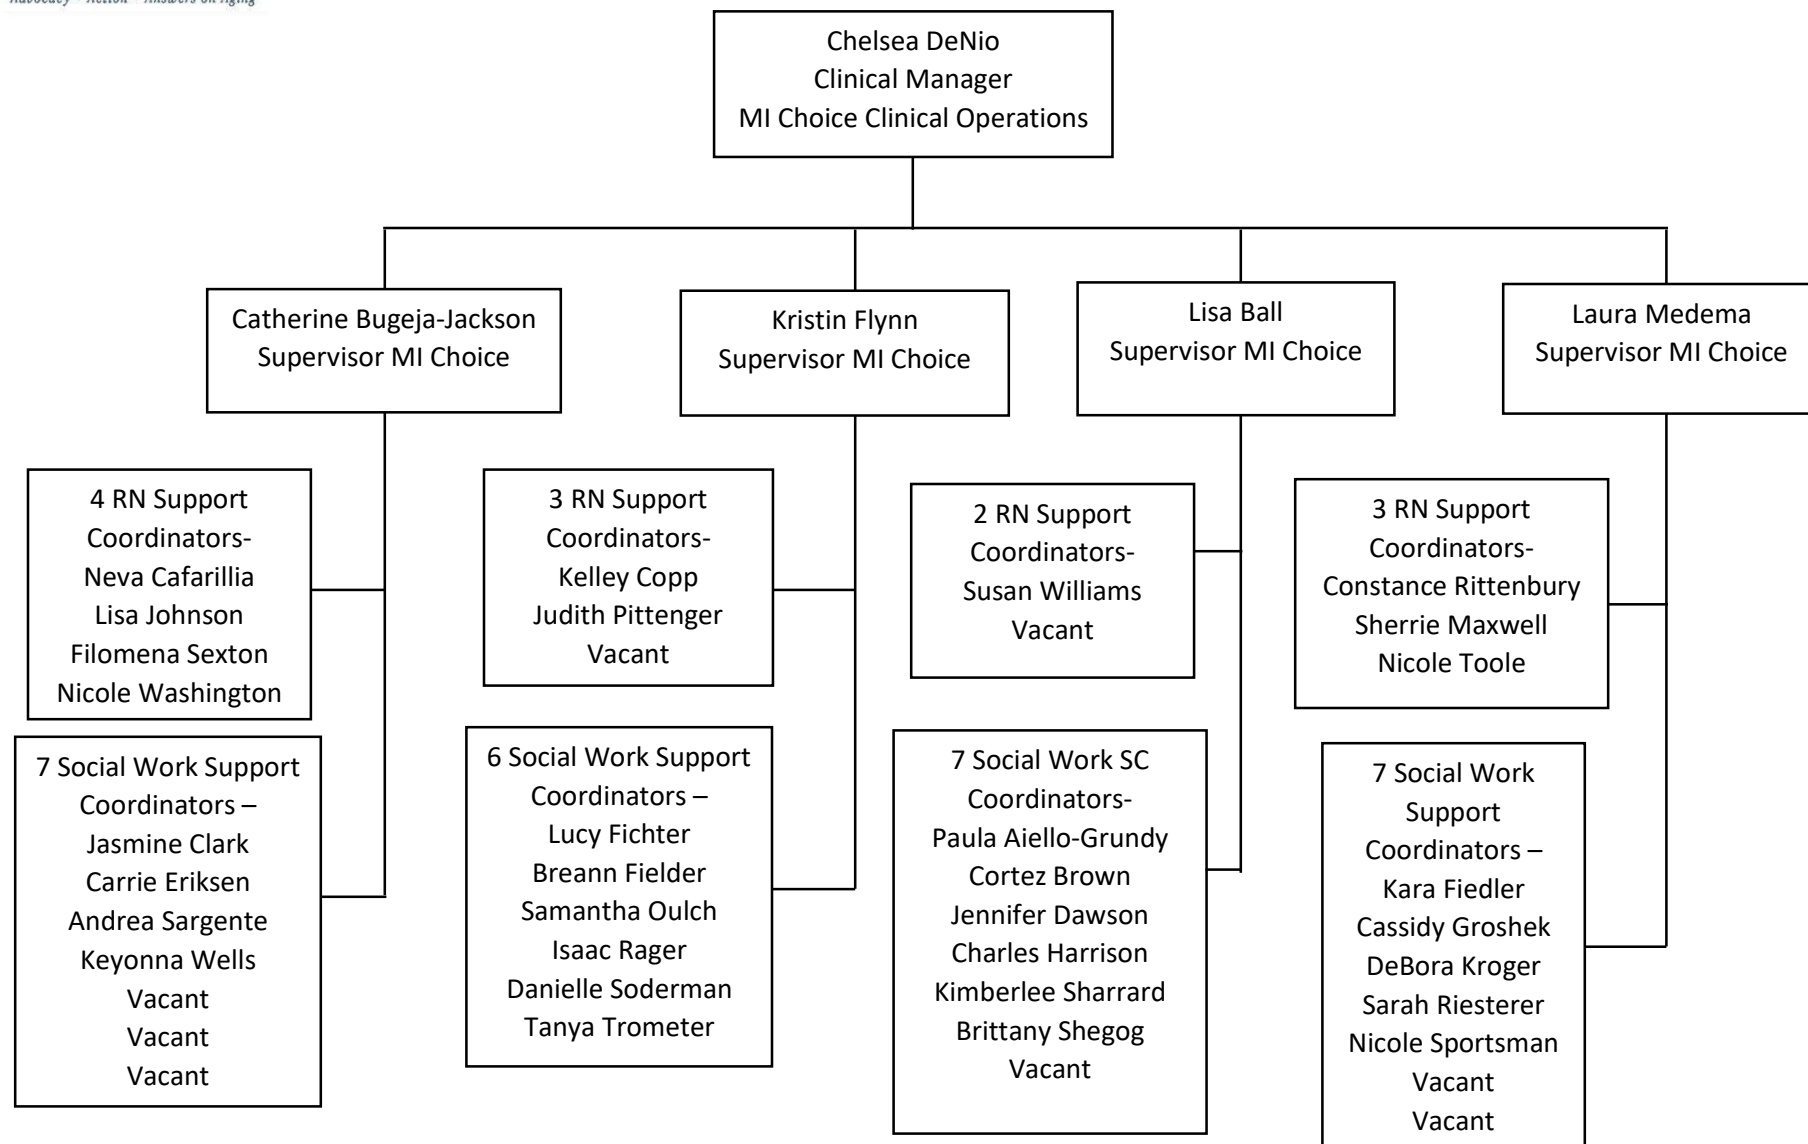 Advocacy Action Answers on Aging
Chelsea DeNio
Clinical Manager
MI Choice Clinical Operations
Catherine Bugeja-Jackson
Supervisor MI Choice
Kristin Flynn
Supervisor MI Choice
Lisa Ball
Supervisor MI Choice
Laura Medema
Supervisor MI Choice
4 RN Support
Coordinators-
Neva Cafarillia
Lisa Johnson
Filomena Sexton
Nicole Washington
3 RN Support
Coordinators-
Kelley Copp
Judith Pittenger
Vacant
2 RN Support
Coordinators-
Susan Williams
Vacant
3 RN Support
Coordinators-
Constance Rittenbury
Sherrie Maxwell
Nicole Toole
7 Social Work Support
Coordinators –
Jasmine Clark
Carrie Eriksen
Andrea Sargente
Keyonna Wells
Vacant
Vacant
Vacant
6 Social Work Support
Coordinators –
Lucy Fichter
Breann Fielder
Samantha Oulch
Isaac Rager
Danielle Soderman
Tanya Trometer
7 Social Work SC
Coordinators-
Paula Aiello-Grundy
Cortez Brown
Jennifer Dawson
Charles Harrison
Kimberlee Sharrard
Brittany Shegog
Vacant
7 Social Work
Support
Coordinators –
Kara Fiedler
Cassidy Groshek
DeBora Kroger
Sarah Riesterer
Nicole Sportsman
Vacant
Vacant